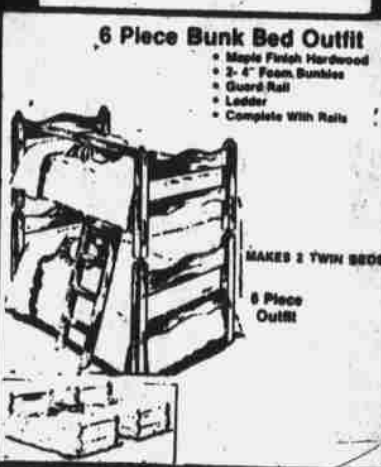 6 Piece Bunk Bed Outfit
• Maple Finish Hardwood
• 2- 4" Foam Bunkies
• Guard Rail
• Ladder
• Complete With Rails
MAKES 2 TWIN BEDS
6 Piece
Outfit